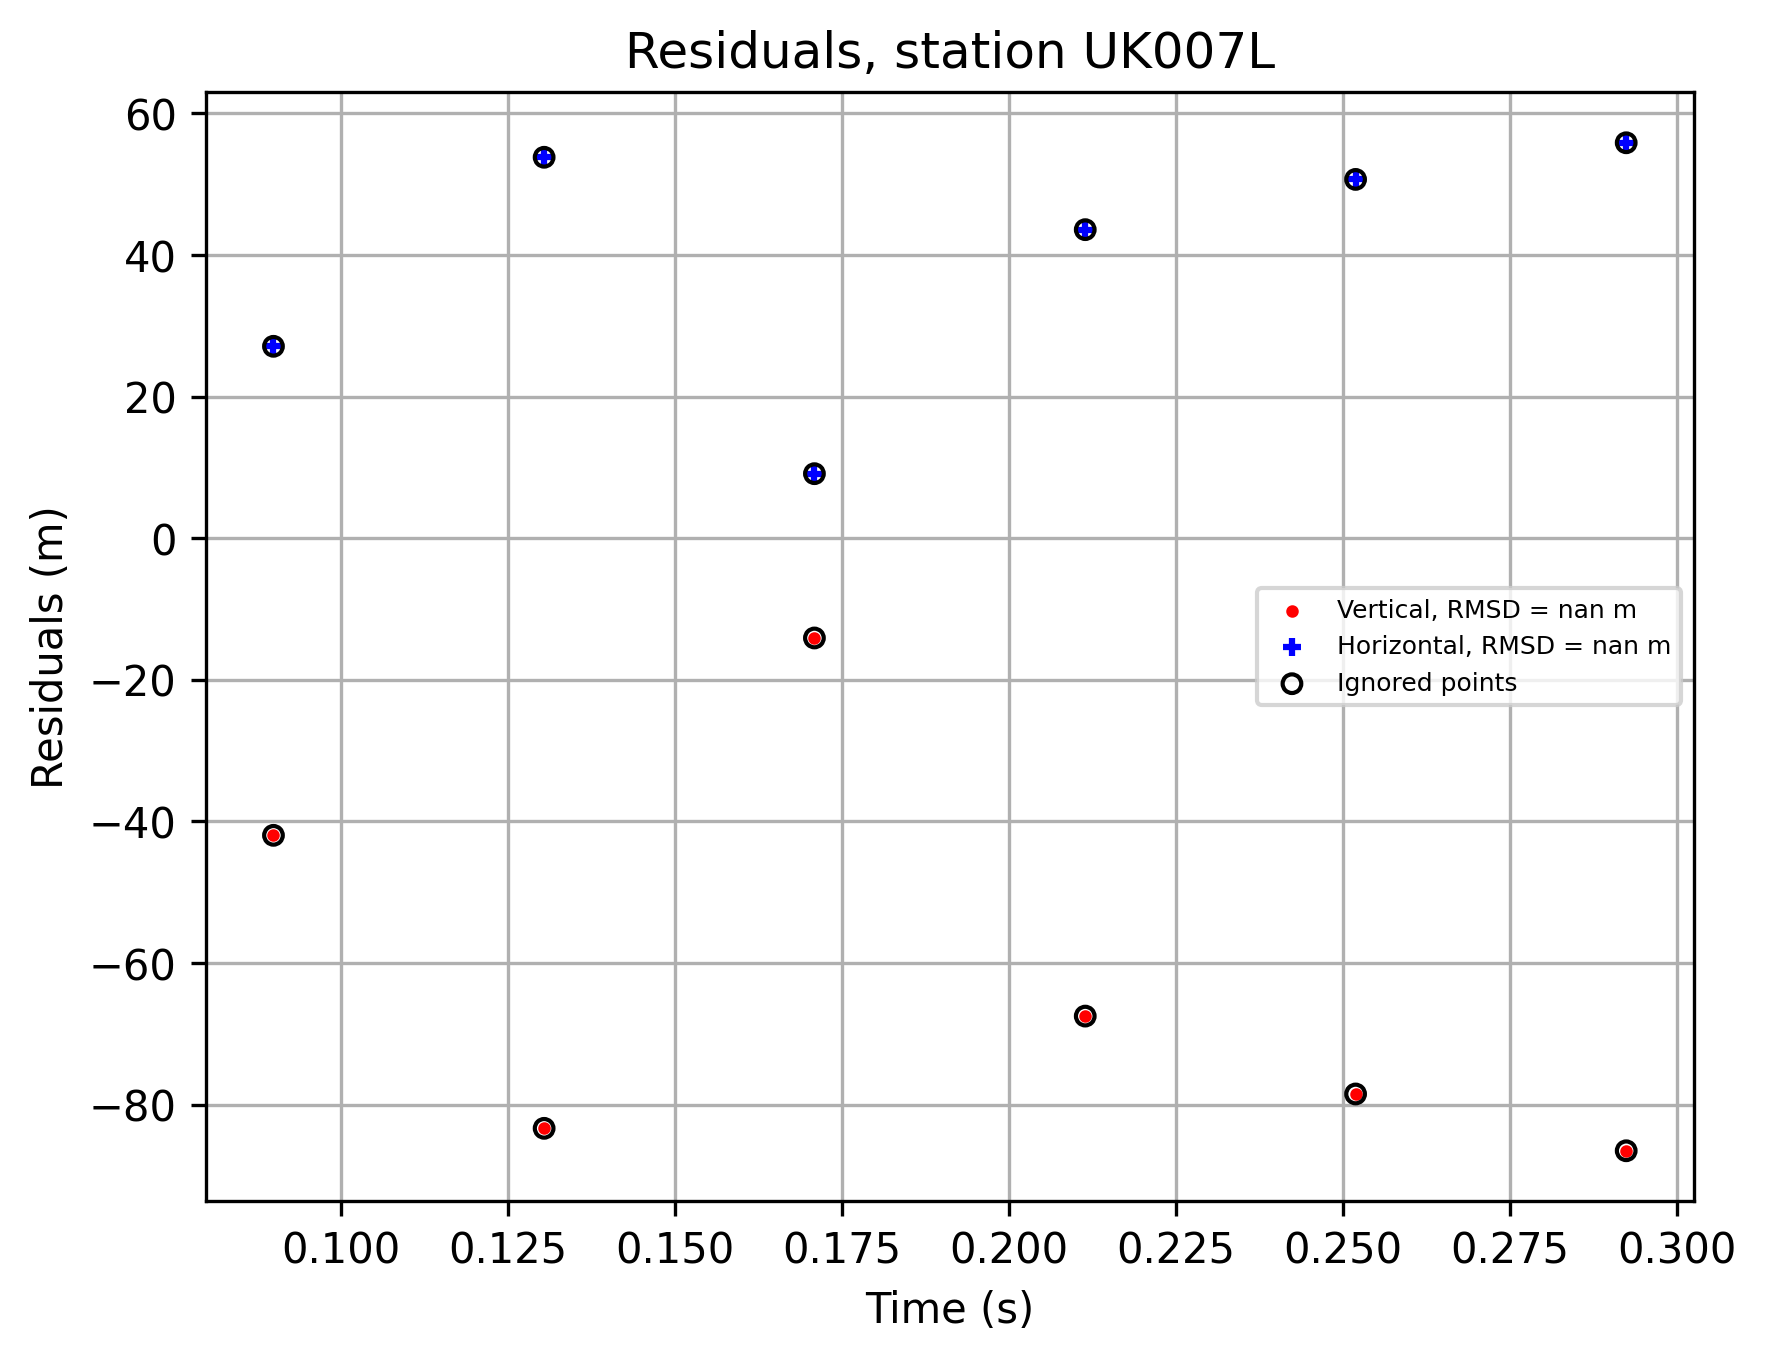 Residuals, station UK007L
Residuals (m)
60
40
20
0
−20
−40
−60
−80
Vertical, RMSD = nan m
Horizontal, RMSD = nan m
Ignored points
0.100 0.125 0.150 0.175 0.200 0.225 0.250 0.275 0.300
Time (s)